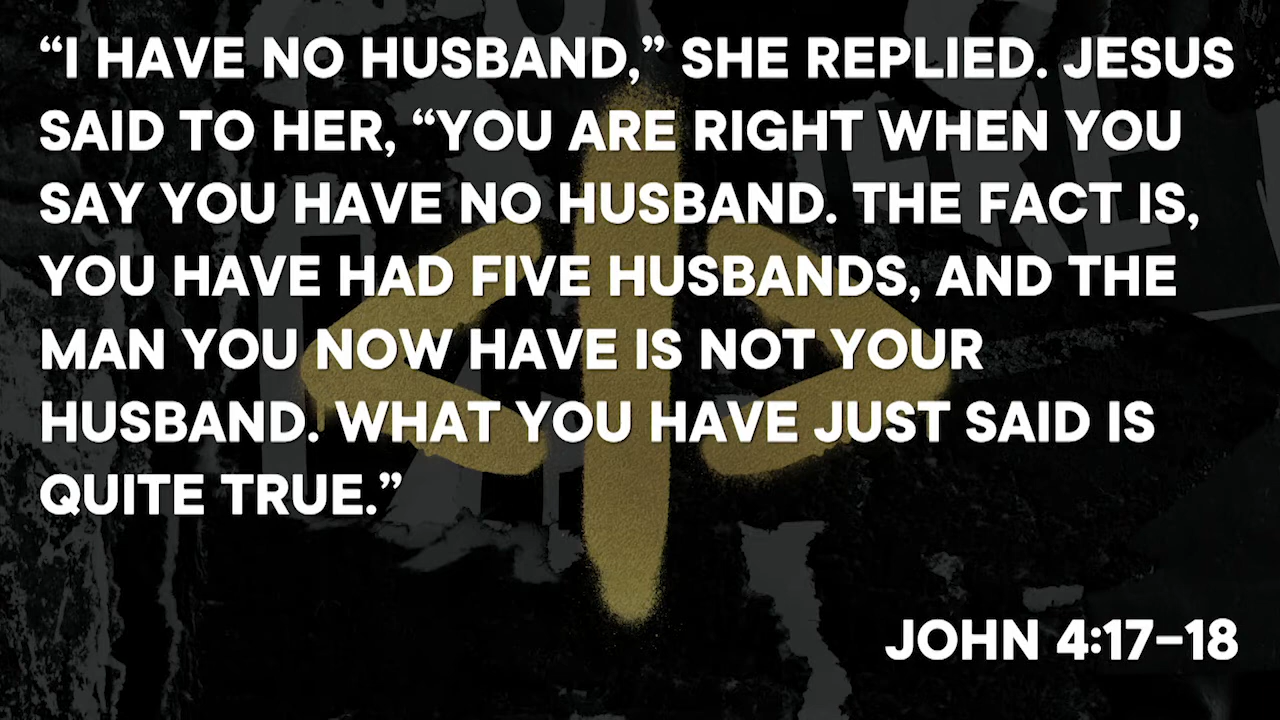 “I HAVE NO HUSBAND,” SHE REPLIED. JESUS
SAID TO HER, “YOU ARE RIGHT WHEN YOU
SAY YOU HAVE NO HUSBAND. THE FACT IS,
YOU HAVE HAD FIVE HUSBANDS, AND THE
MAN YOU NOW HAVE IS NOT YOUR
HUSBAND. WHAT YOU HAVE JUST SAID IS
QUITE TRUE.”
JOHN 4:17–18